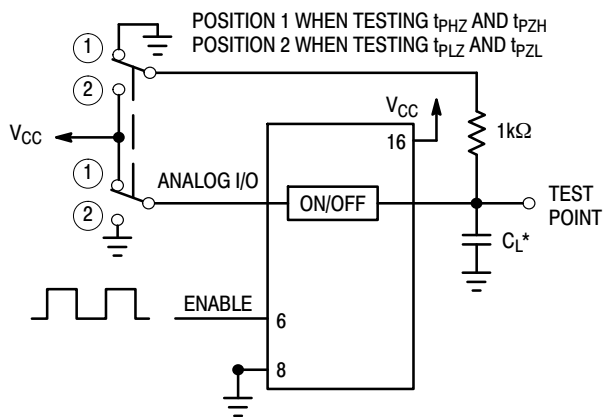 POSITION 1 WHEN TESTING tPHZ AND tPZH
POSITION 2 WHEN TESTING tPLZ AND tPZL
1
2
VCC
VCC
16
1kΩ
1
ANALOG I/O
ON/OFF
TEST
POINT
2
CL*
ENABLE
6
8